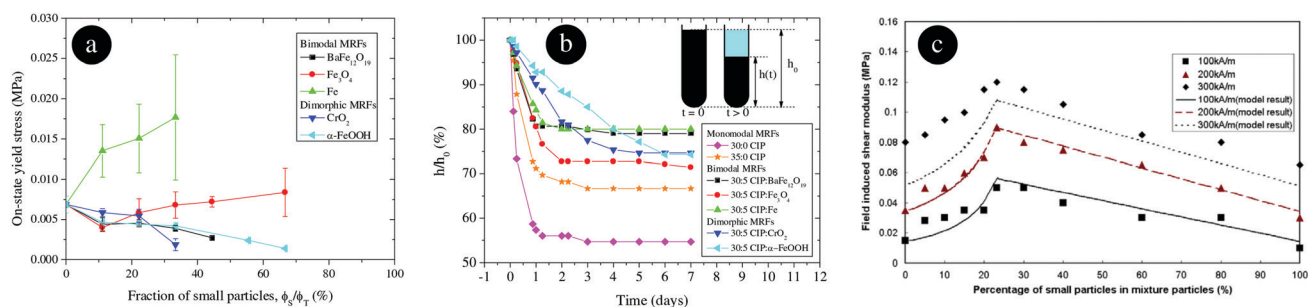 a
On-state yield stress (MPa)
0.030
0.025
0.020
0.015
0.010
0.005
0.000
0
20
40
60
80
100
Fraction of small particles, ϕS/ϕT (%)
Bimodal MRFs
BaFe12O19
Fe3O4
Fe
Dimorphic MRFs
CrO2
α-FeOOH
b
h/h0 (%)
100
90
80
70
60
50
40
-1 0 1 2 3 4 5 6 7 8 9 10 11 12
Time (days)
h(t)
h0
t = 0
t > 0
Monomodal MRFs
30:0 CIP
35:0 CIP
Bimodal MRFs
30:5 CIP:BaFe12O19
30:5 CIP:Fe3O4
30:5 CIP:Fe
Dimorphic MRFs
30:5 CIP:CrO2
30:5 CIP:α-FeOOH
c
Field induced shear modulus (MPa)
0.16
0.14
0.12
0.1
0.08
0.06
0.04
0.02
0
0
20
40
60
80
100
Percentage of small particles in mixture particles (%)
100kA/m
200kA/m
300kA/m
100kA/m(model result)
200kA/m(model result)
300kA/m(model result)